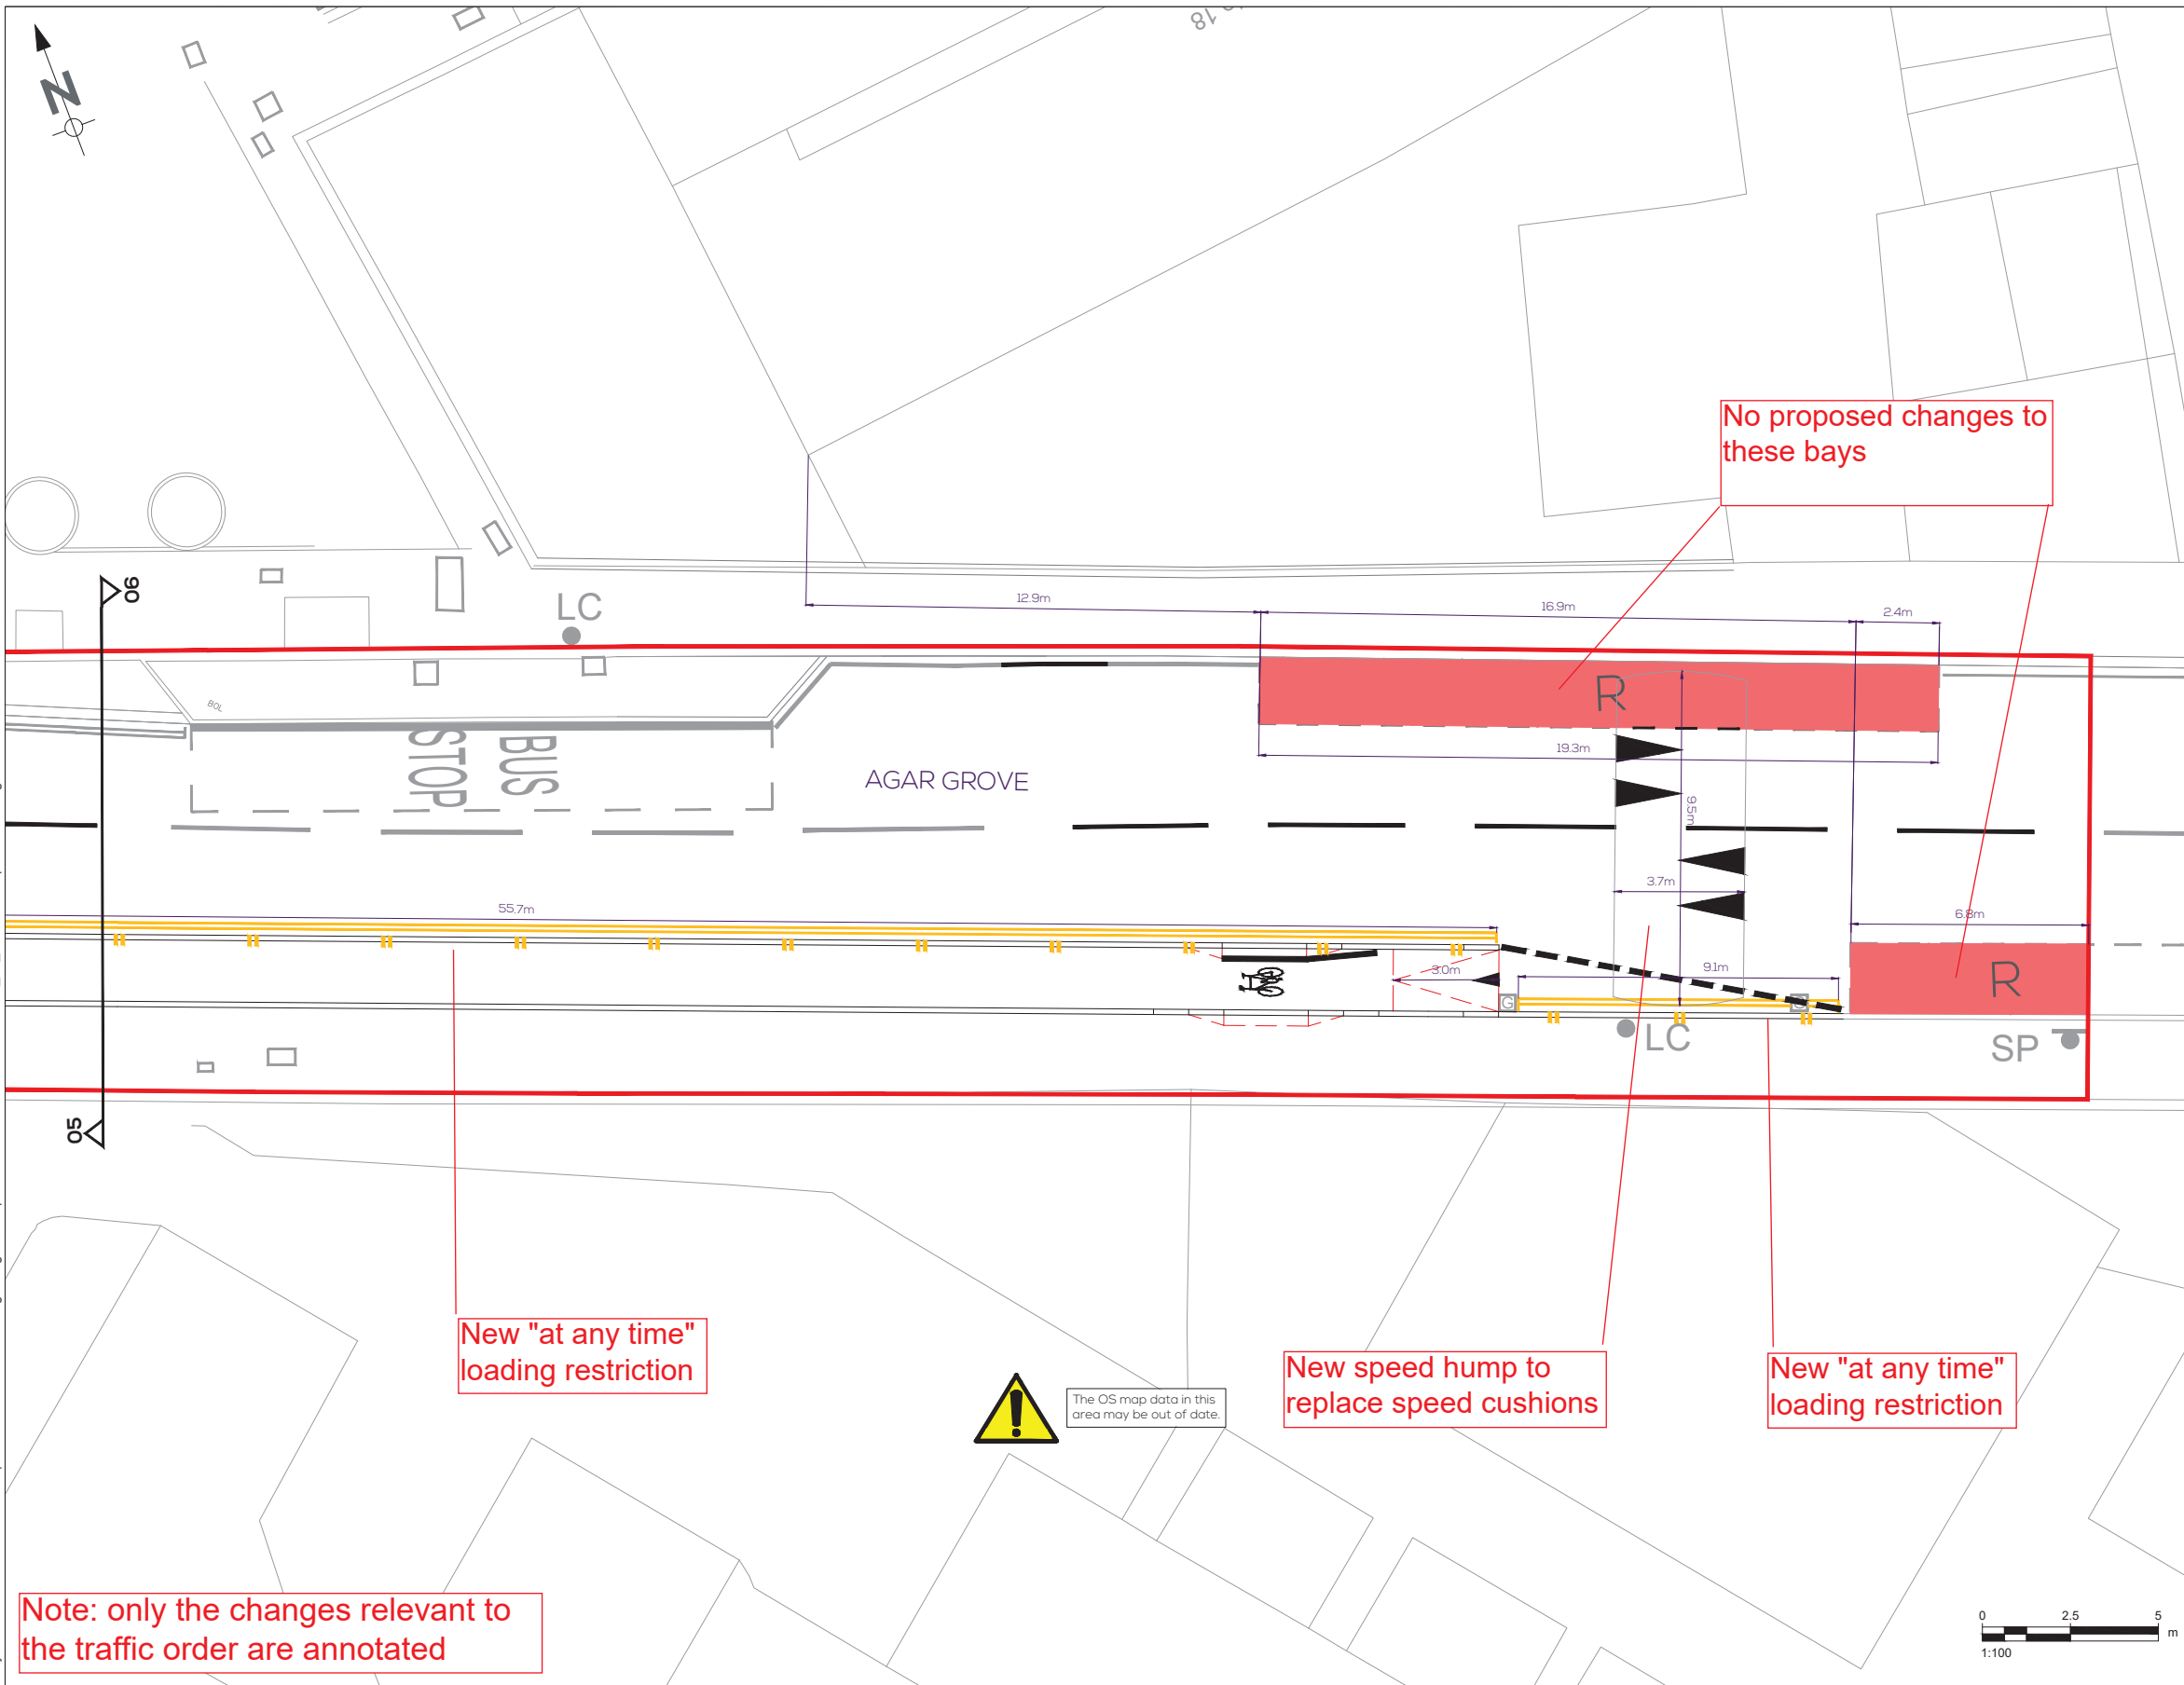 N
No proposed changes to
these bays
06
LC
12.9m
16.9m
2.4m
BOL
R
BUS
STOP
AGAR GROVE
19.3m
9.5m
3.7m
55.7m
6.8m
3.0m
9.1m
G
G
R
LC
SP
05
New "at any time"
loading restriction
The OS map data in this
area may be out of date.
New speed hump to
replace speed cushions
New "at any time"
loading restriction
Note: only the changes relevant to
the traffic order are annotated
0 2.5 5
m
1:100